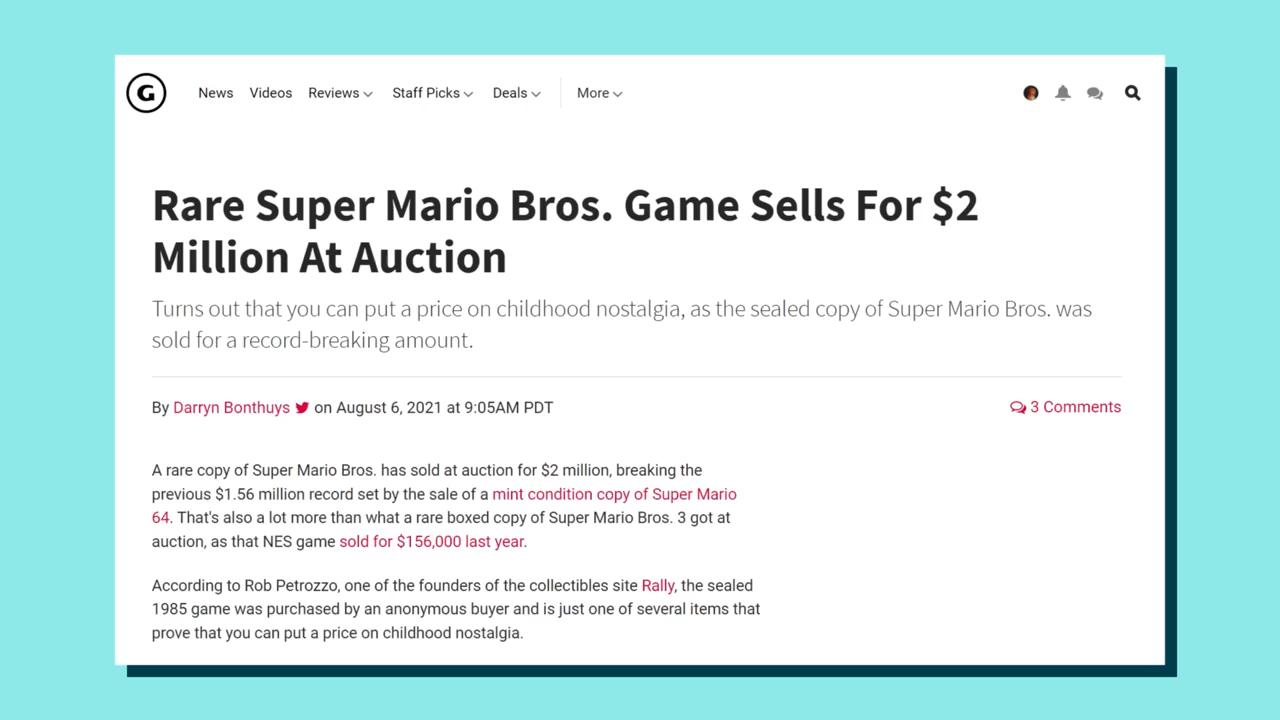 G
News Videos Reviews Staff Picks Deals More
Rare Super Mario Bros. Game Sells For $2
Million At Auction
Turns out that you can put a price on childhood nostalgia, as the sealed copy of Super Mario Bros. was
sold for a record-breaking amount.
By Darryn Bonthuys on August 6, 2021 at 9:05AM PDT
3 Comments
A rare copy of Super Mario Bros. has sold at auction for $2 million, breaking the
previous $1.56 million record set by the sale of a mint condition copy of Super Mario
64. That's also a lot more than what a rare boxed copy of Super Mario Bros. 3 got at
auction, as that NES game sold for $156,000 last year.
According to Rob Petrozzo, one of the founders of the collectibles site Rally, the sealed
1985 game was purchased by an anonymous buyer and is just one of several items that
prove that you can put a price on childhood nostalgia.